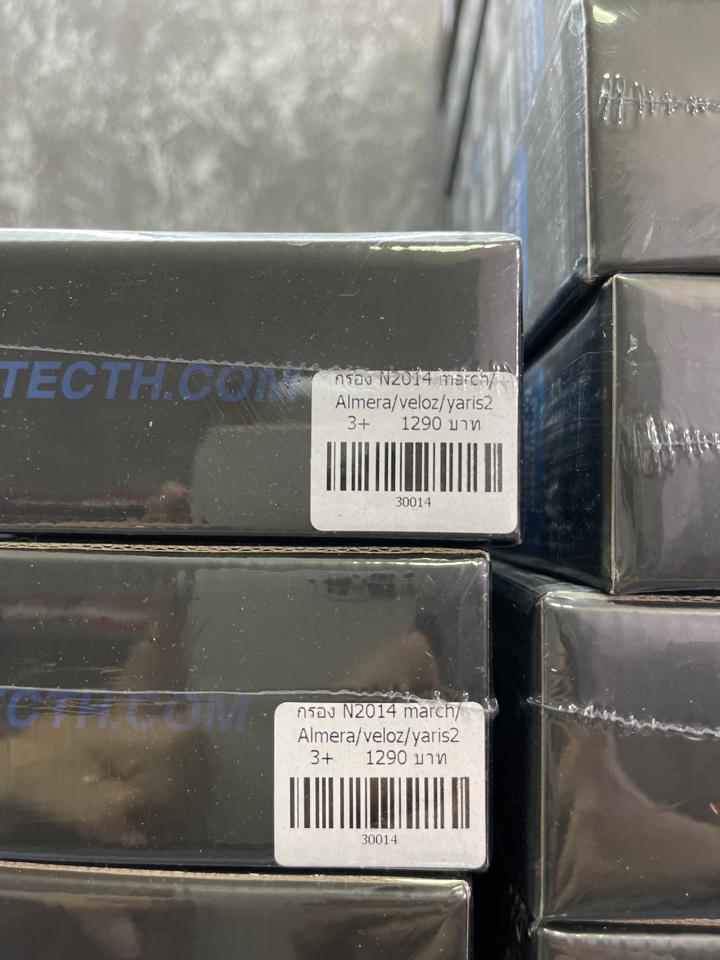 TECTH.COM
กรอง N2014 march/
Almera/veloz/yaris2
3+ 1290 บาท
30014
CTH.COM
กรอง N2014 march/
Almera/veloz/yaris2
3+ 1290 บาท
30014